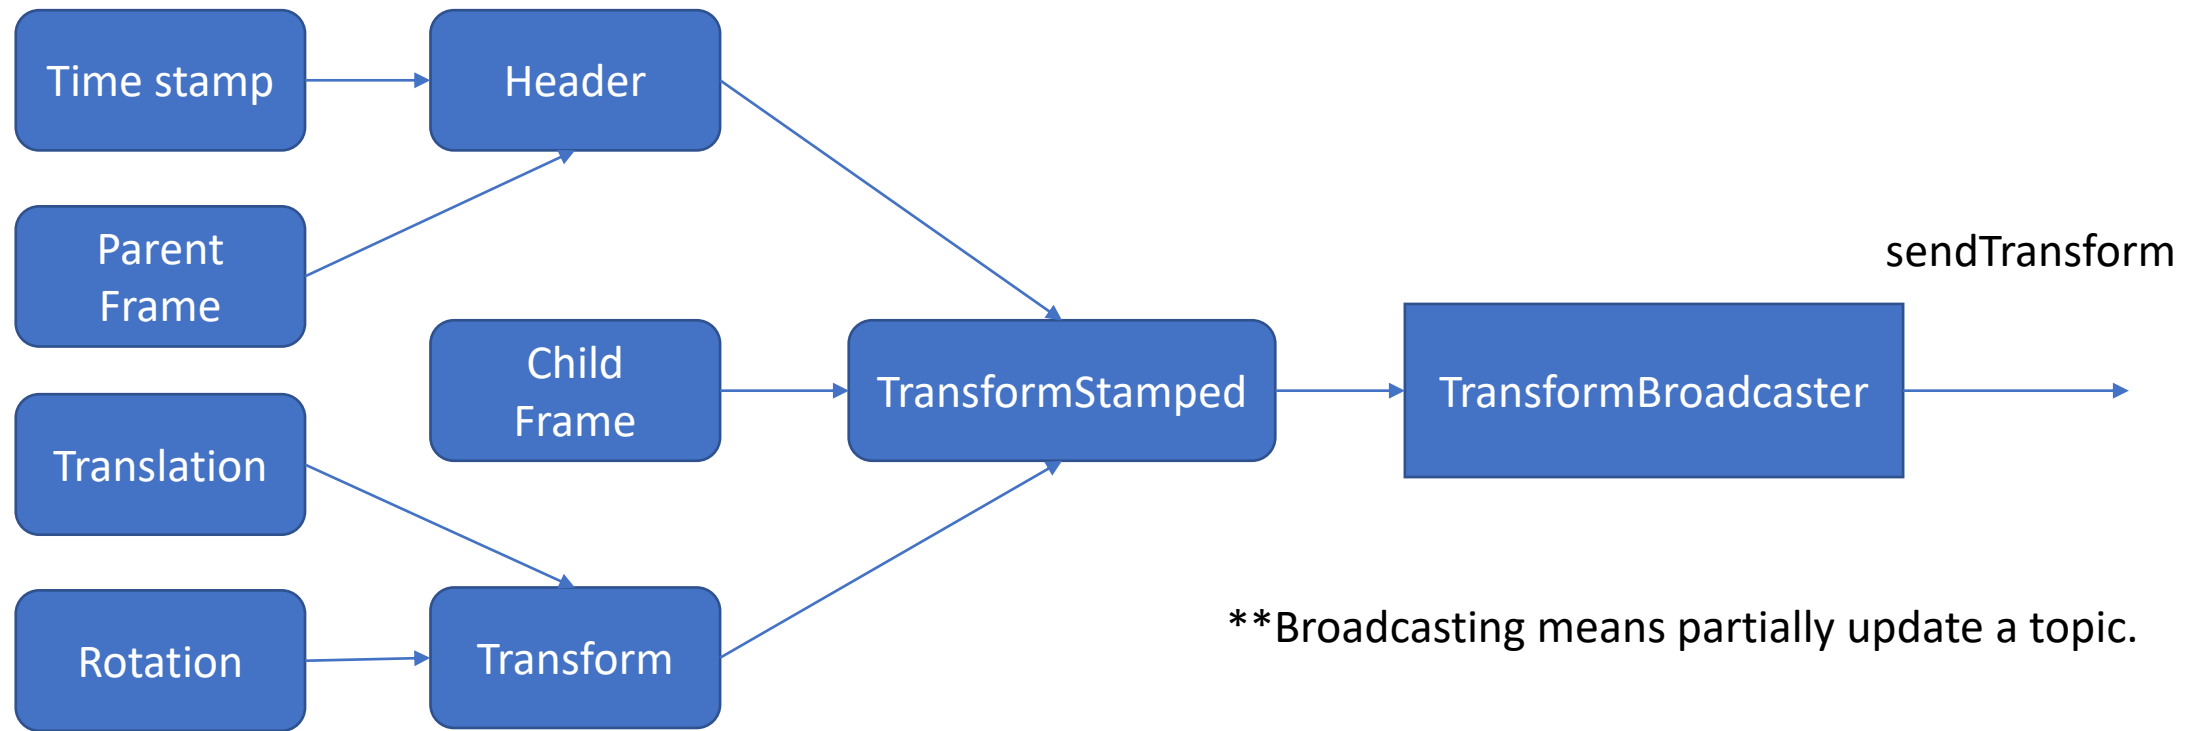 Time stamp
Header
Parent
Frame
sendTransform
Child
Frame
TransformStamped
TransformBroadcaster
Translation
Rotation
Transform
**Broadcasting means partially update a topic.